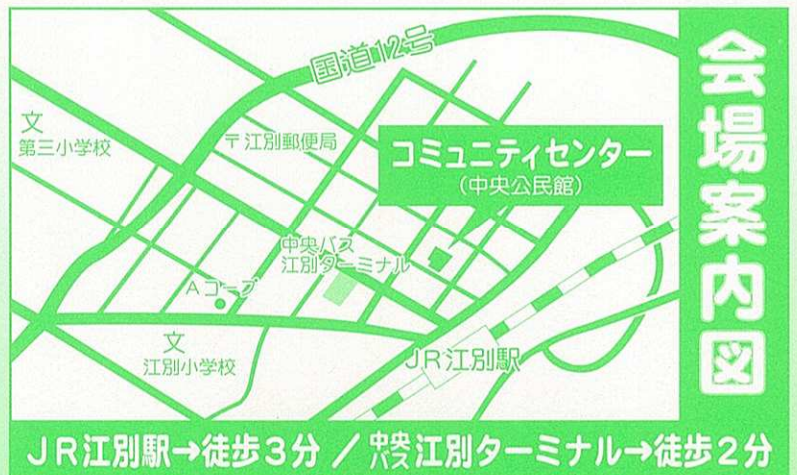 会場案内図
国道12号
文
第三小学校
〒江別郵便局
コミュニティセンター
（中央公民館）
中央バス
江別ターミナル
Aコープ
文
江別小学校
JR江別駅
JR江別駅→徒歩3分 / 中央バス江別ターミナル→徒歩2分